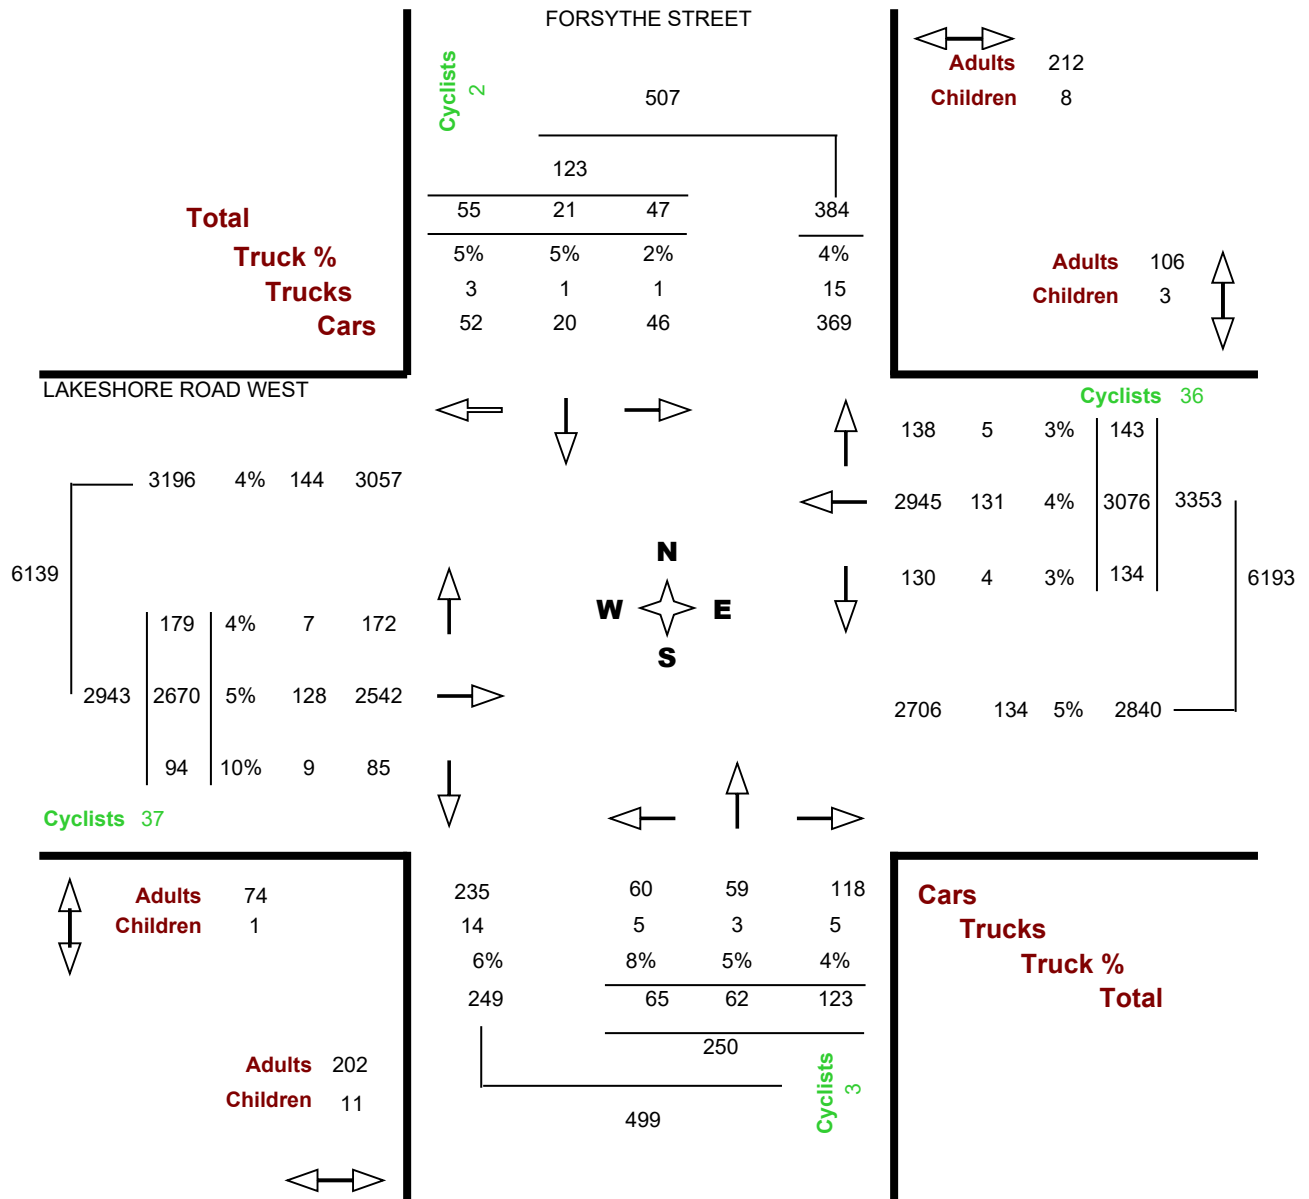 FORSYTHE STREET
Cyclists 2
507
Adults 212
Children 8
123
Total 55 21 47 384
Truck % 5% 5% 2% 4%
Trucks 3 1 1 15
Cars 52 20 46 369
Adults 106
Children 3
LAKESHORE ROAD WEST
Cyclists 36
138 5 3% 143
3196 4% 144 3057
2945 131 4% 3076 3353
N
6139
130 4 3% 134
6193
W E
179 4% 7 172
S
2943 2670 5% 128 2542
2706 134 5% 2840
94 10% 9 85
Cyclists 37
Adults 74
Children 1
235 60 59 118
14 5 3 5
6% 8% 5% 4%
249 65 62 123
Cars
Trucks
Truck %
Total
250
Adults 202
Children 11
Cyclists 3
499